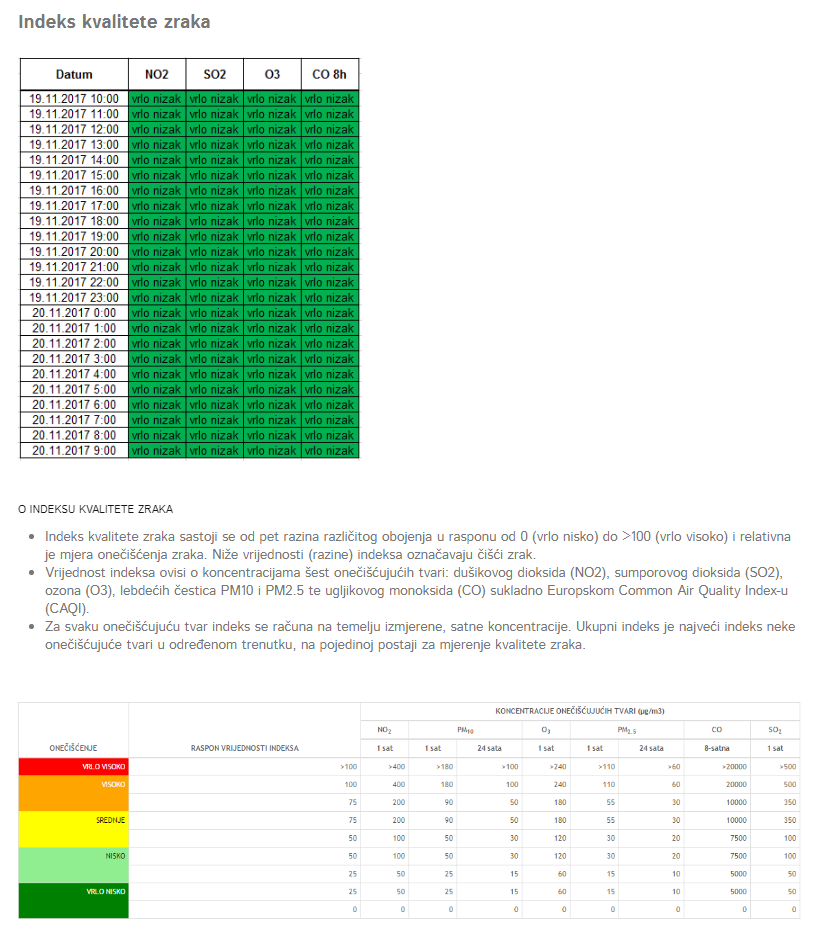 Indeks kvalitete zraka
Datum NO2 SO2 O3 CO 8h
19.11.2017 10:00 vrlo nizak vrlo nizak vrlo nizak vrlo nizak
19.11.2017 11:00 vrlo nizak vrlo nizak vrlo nizak vrlo nizak
19.11.2017 12:00 vrlo nizak vrlo nizak vrlo nizak vrlo nizak
19.11.2017 13:00 vrlo nizak vrlo nizak vrlo nizak vrlo nizak
19.11.2017 14:00 vrlo nizak vrlo nizak vrlo nizak vrlo nizak
19.11.2017 15:00 vrlo nizak vrlo nizak vrlo nizak vrlo nizak
19.11.2017 16:00 vrlo nizak vrlo nizak vrlo nizak vrlo nizak
19.11.2017 17:00 vrlo nizak vrlo nizak vrlo nizak vrlo nizak
19.11.2017 18:00 vrlo nizak vrlo nizak vrlo nizak vrlo nizak
19.11.2017 19:00 vrlo nizak vrlo nizak vrlo nizak vrlo nizak
19.11.2017 20:00 vrlo nizak vrlo nizak vrlo nizak vrlo nizak
19.11.2017 21:00 vrlo nizak vrlo nizak vrlo nizak vrlo nizak
19.11.2017 22:00 vrlo nizak vrlo nizak vrlo nizak vrlo nizak
19.11.2017 23:00 vrlo nizak vrlo nizak vrlo nizak vrlo nizak
20.11.2017 0:00 vrlo nizak vrlo nizak vrlo nizak vrlo nizak
20.11.2017 1:00 vrlo nizak vrlo nizak vrlo nizak vrlo nizak
20.11.2017 2:00 vrlo nizak vrlo nizak vrlo nizak vrlo nizak
20.11.2017 3:00 vrlo nizak vrlo nizak vrlo nizak vrlo nizak
20.11.2017 4:00 vrlo nizak vrlo nizak vrlo nizak vrlo nizak
20.11.2017 5:00 vrlo nizak vrlo nizak vrlo nizak vrlo nizak
20.11.2017 6:00 vrlo nizak vrlo nizak vrlo nizak vrlo nizak
20.11.2017 7:00 vrlo nizak vrlo nizak vrlo nizak vrlo nizak
20.11.2017 8:00 vrlo nizak vrlo nizak vrlo nizak vrlo nizak
20.11.2017 9:00 vrlo nizak vrlo nizak vrlo nizak vrlo nizak
O INDEKSU KVALITETE ZRAKA
• Indeks kvalitete zraka sastoji se od pet razina različitog obojenja u rasponu od 0 (vrlo nisko) do >100 (vrlo visoko) i relativna
je mjera onečišćenja zraka. Niže vrijednosti (razine) indeksa označavaju čišći zrak.
• Vrijednost indeksa ovisi o koncentracijama šest onečišćujućih tvari: dušikovog dioksida (NO2), sumporovog dioksida (SO2),
ozona (O3), lebdećih čestica PM10 i PM2.5 te ugljikovog monoksida (CO) sukladno Europskom Common Air Quality Index-u
(CAQI).
• Za svaku onečišćujuću tvar indeks se računa na temelju izmjerene, satne koncentracije. Ukupni indeks je najveći indeks neke
onečišćujuće tvari u određenom trenutku, na pojedinoj postaji za mjerenje kvalitete zraka.
KONCENTRACIJE ONEČIŠĆUJUĆIH TVARI (µg/m3)
NO₂ PM₁₀ O₃ PM₂.₅ CO SO₂
ONEČIŠĆENJE RASPON VRIJEDNOSTI INDEKSA 1 sat 1 sat 24 sata 1 sat 1 sat 24 sata 8-satna 1 sat
VRLO VISOKO >100 >400 >180 >100 >240 >110 >60 >20000 >500
VISOKO 100 400 180 100 240 110 60 20000 500
75 200 90 50 180 55 30 10000 350
SREDNJE 75 200 90 50 180 55 30 10000 350
50 100 50 30 120 30 20 7500 100
NISKO 50 100 50 30 120 30 20 7500 100
25 50 25 15 60 15 10 5000 50
VRLO NISKO 25 50 25 15 60 15 10 5000 50
0 0 0 0 0 0 0 0 0